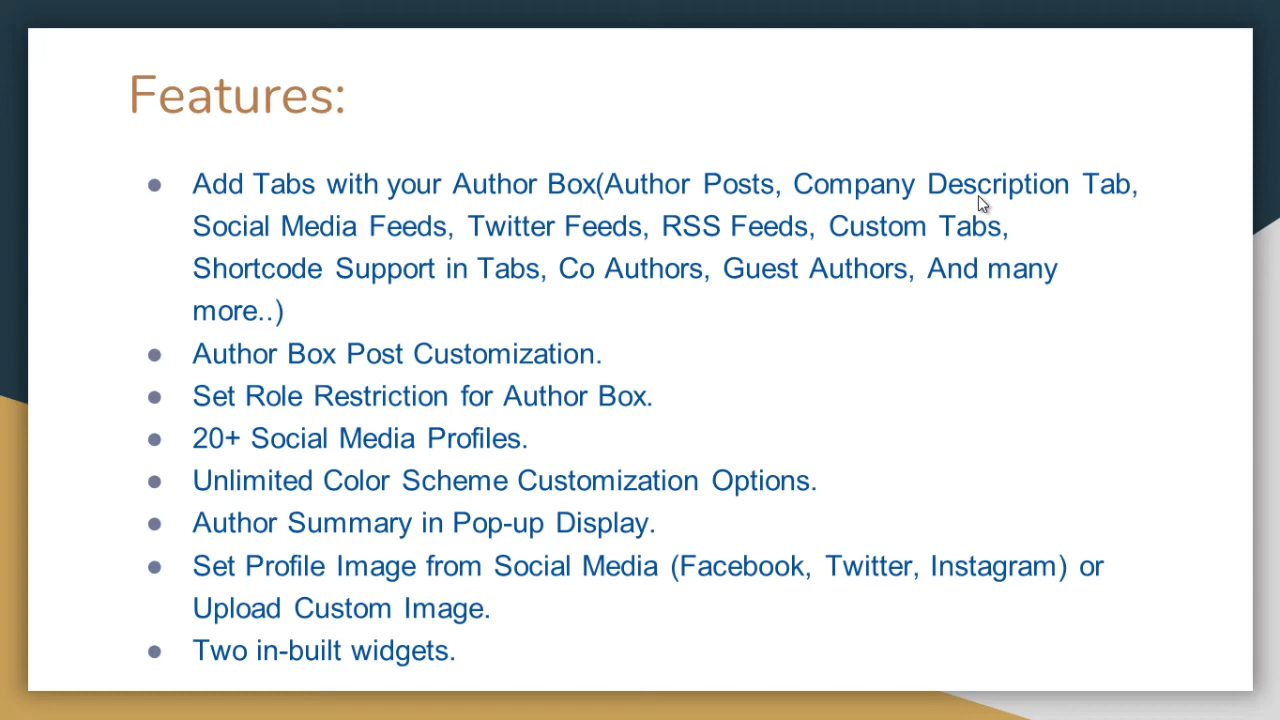 Features:
● Add Tabs with your Author Box(Author Posts, Company Description Tab,
Social Media Feeds, Twitter Feeds, RSS Feeds, Custom Tabs,
Shortcode Support in Tabs, Co Authors, Guest Authors, And many
more..)
● Author Box Post Customization.
● Set Role Restriction for Author Box.
● 20+ Social Media Profiles.
● Unlimited Color Scheme Customization Options.
● Author Summary in Pop-up Display.
● Set Profile Image from Social Media (Facebook, Twitter, Instagram) or
Upload Custom Image.
● Two in-built widgets.